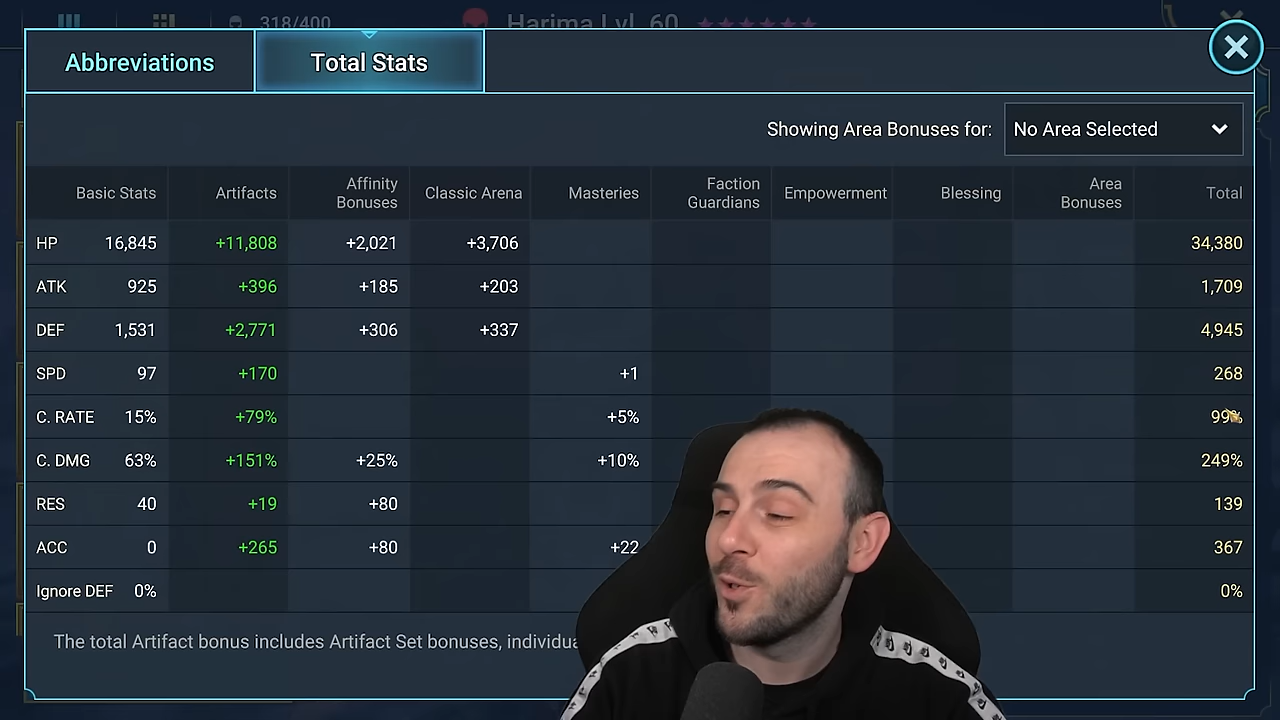 318/400 Harima Lvl. 60
Abbreviations Total Stats
Showing Area Bonuses for: No Area Selected
Basic Stats Artifacts Affinity Bonuses Classic Arena Masteries Faction Guardians Empowerment Blessing Area Bonuses Total
HP 16,845 +11,808 +2,021 +3,706 34,380
ATK 925 +396 +185 +203 1,709
DEF 1,531 +2,771 +306 +337 4,945
SPD 97 +170 +1 268
C. RATE 15% +79% +5% 99%
C. DMG 63% +151% +25% +10% 249%
RES 40 +19 +80 139
ACC 0 +265 +80 +22 367
Ignore DEF 0% 0%
The total Artifact bonus includes Artifact Set bonuses,